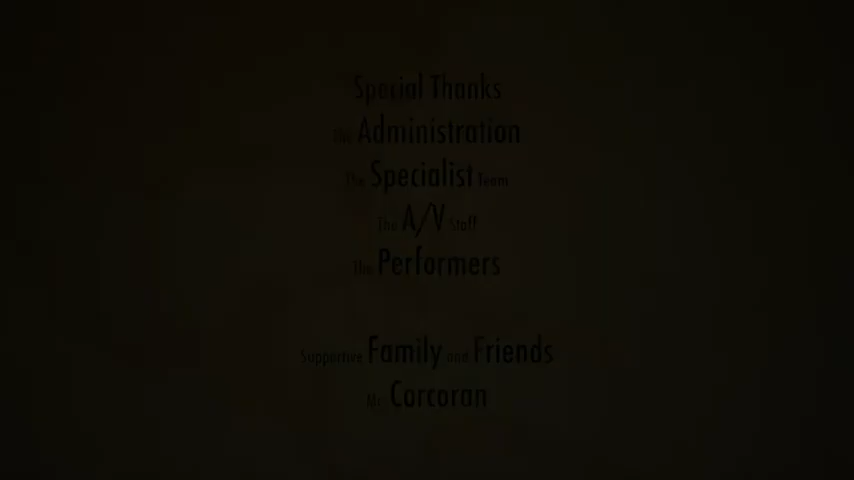 Special Thanks
The Administration
The Specialist Team
The A/V Staff
The Performers
Supportive Family and Friends
Mr. Corcoran